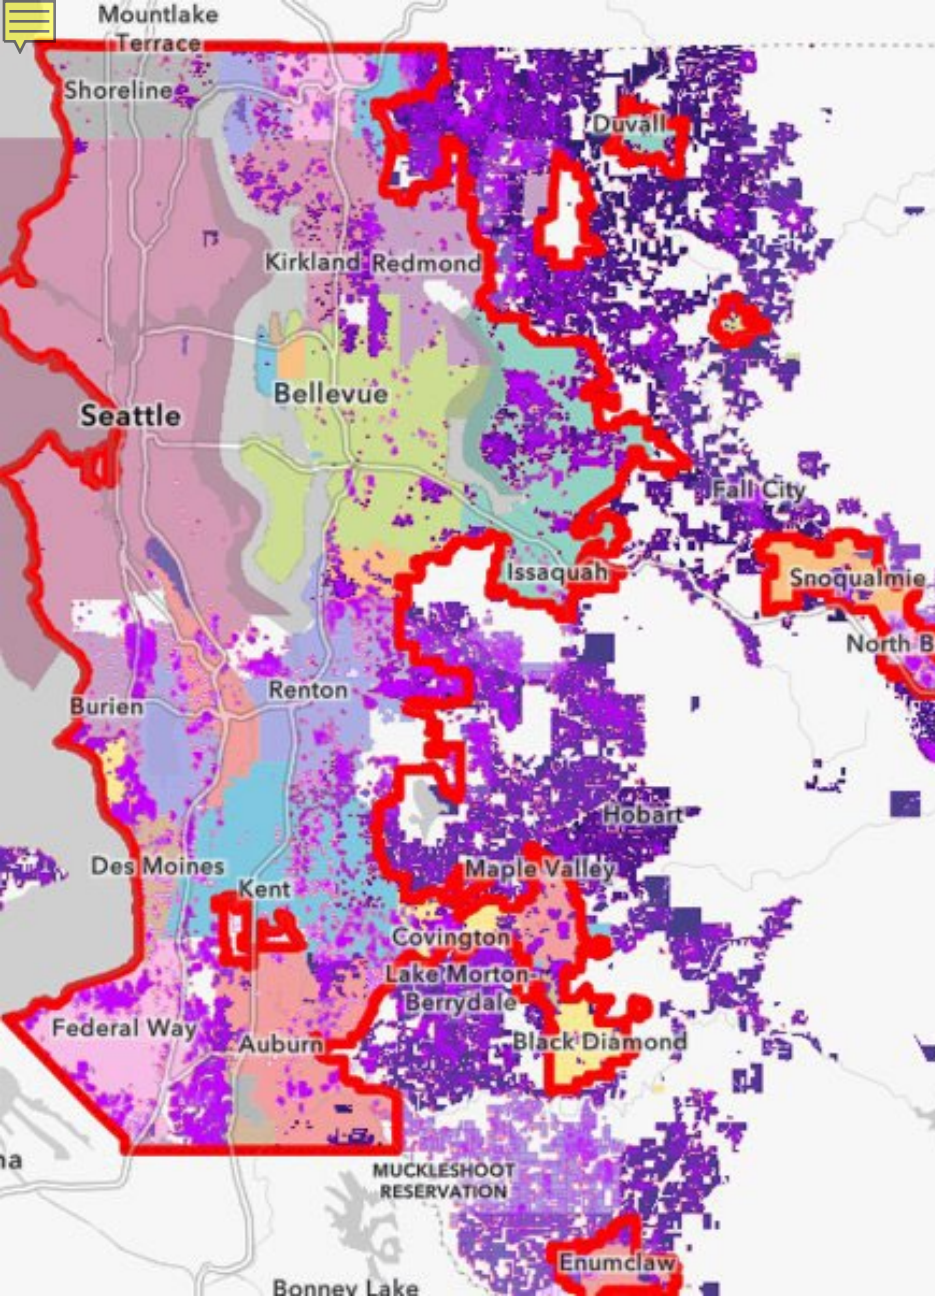 Mountlake
Terrace
Shoreline
Duvall
Kirkland
Redmond
Bellevue
Seattle
Fall City
Issaquah
Snoqualmie
North B
Renton
Burien
Hobart
Des Moines
Maple Valley
Kent
Covington
Lake Morton-
Berrydale
Federal Way
Auburn
Black Diamond
na
MUCKLESHOOT
RESERVATION
Enumclaw
Bonney Lake